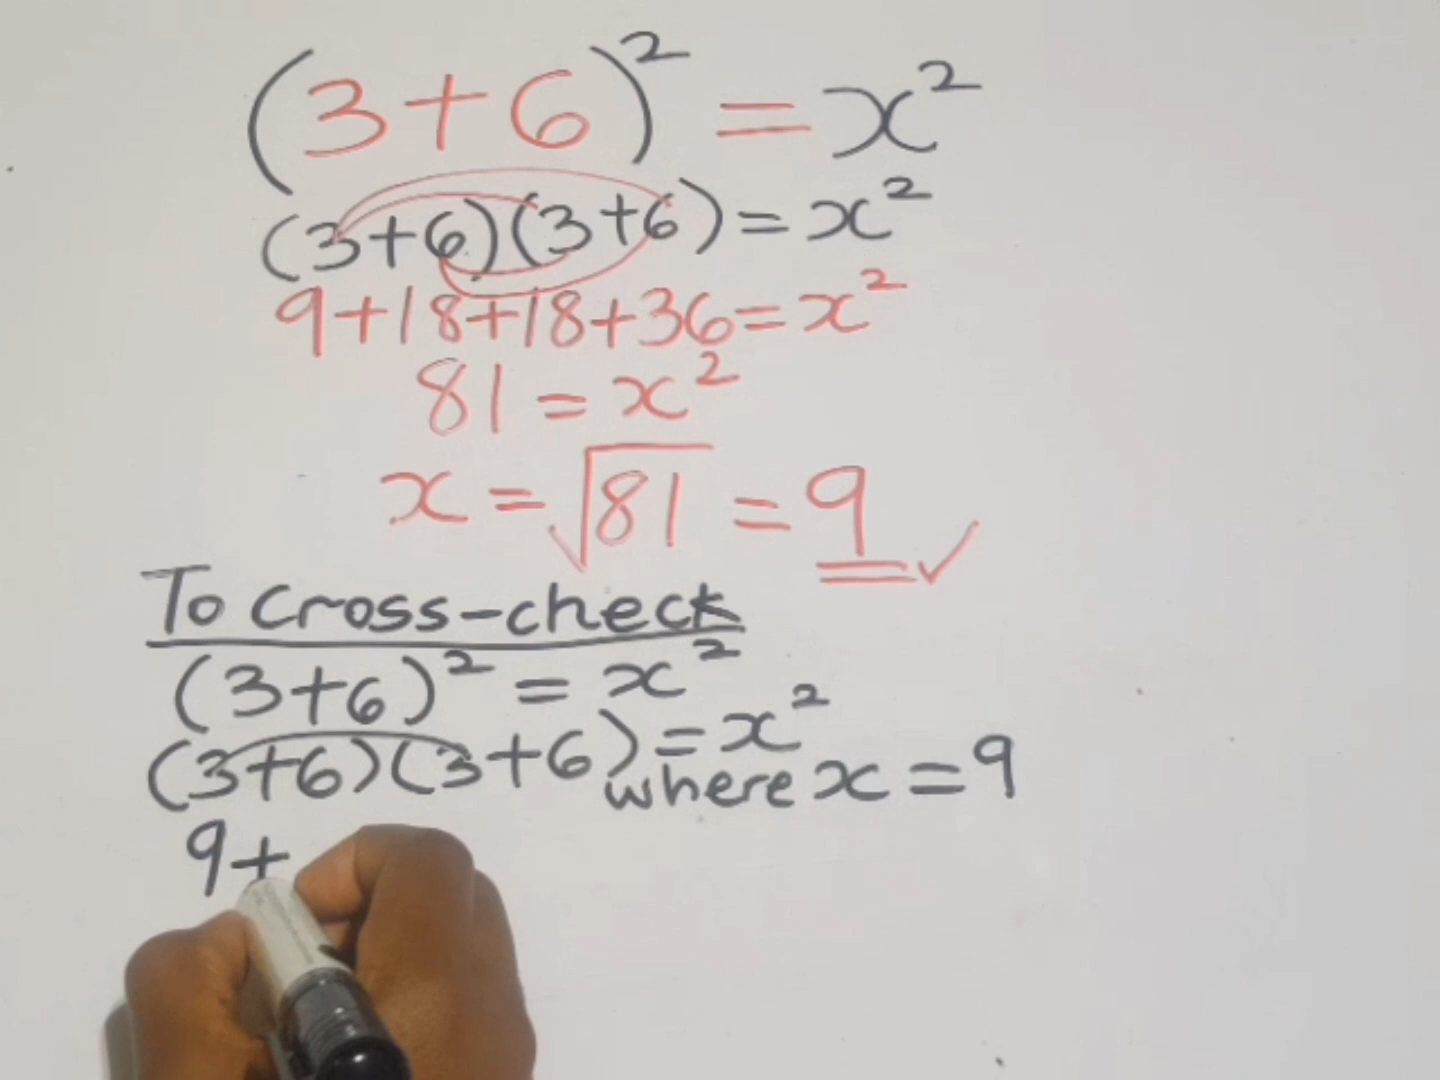 (3+6)² = x²
(3+6)(3+6) = x²
9+18+18+36 = x²
81 = x²
x = √81 = 9 ✓
To cross-check
(3+6)² = x²
(3+6)(3+6) = x²
where x = 9
9+